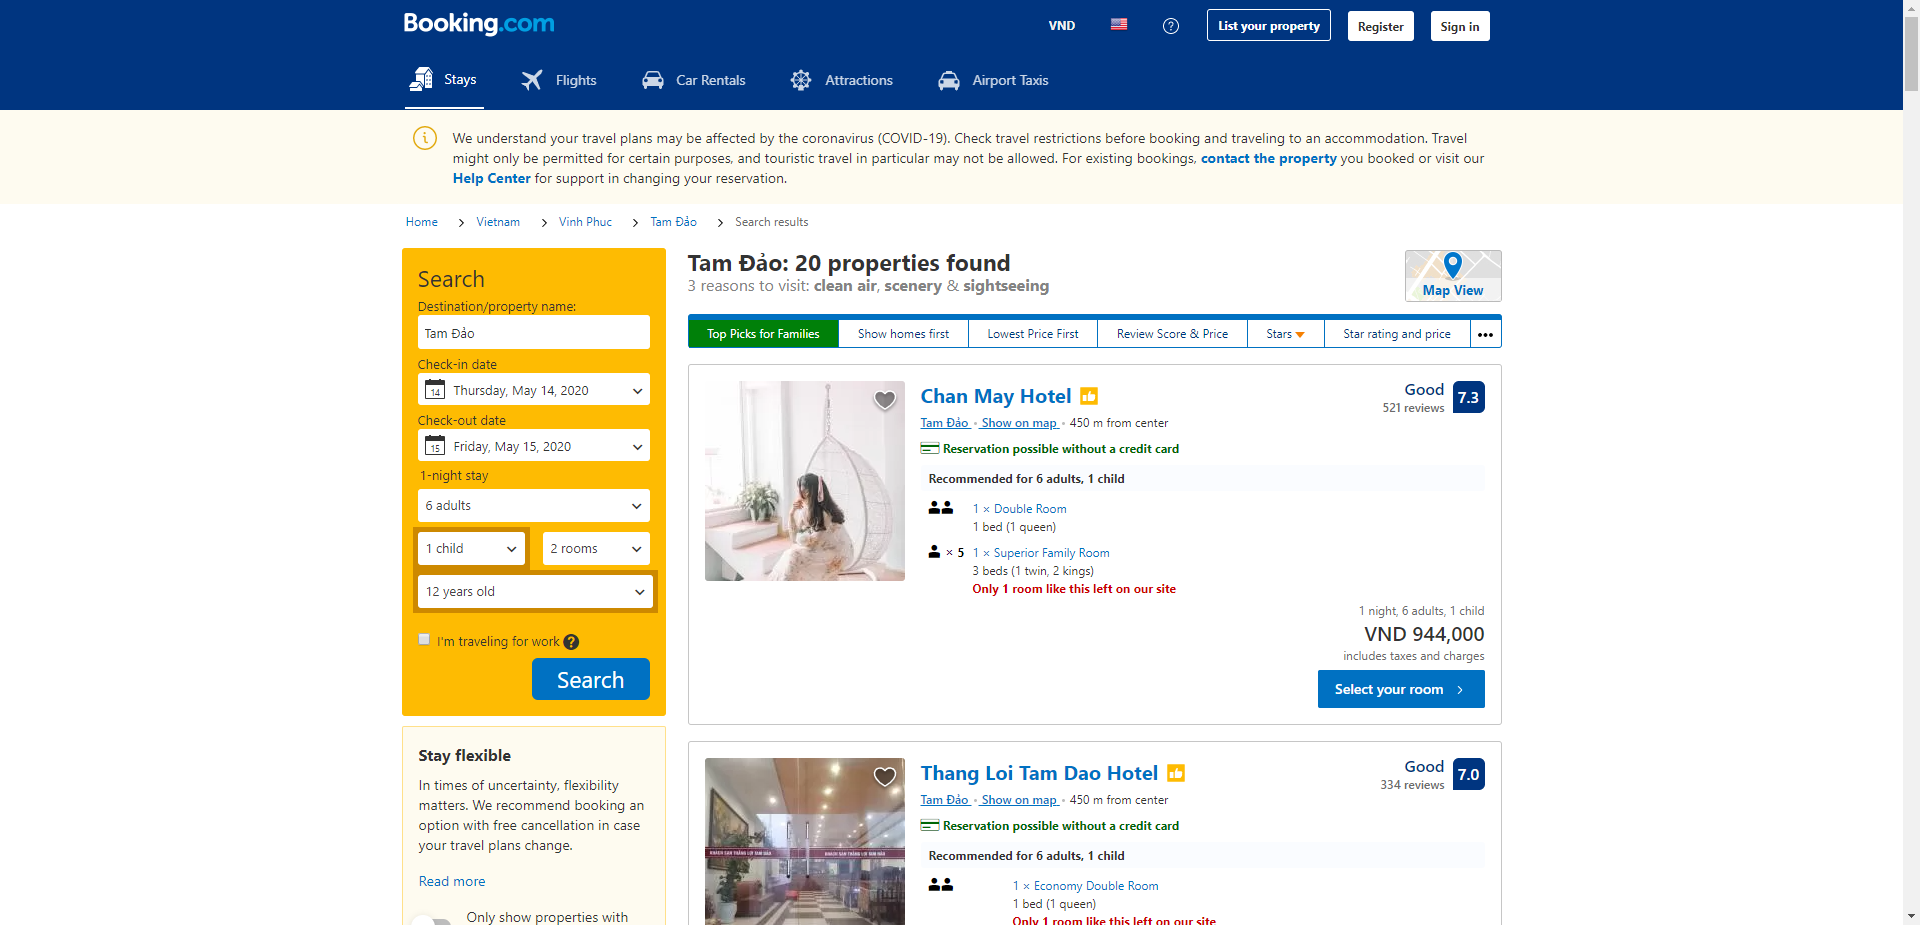 Booking.com
VND
List your property
Register
Sign in
Stays
Flights
Car Rentals
Attractions
Airport Taxis
We understand your travel plans may be affected by the coronavirus (COVID-19). Check travel restrictions before booking and traveling to an accommodation. Travel
might only be permitted for certain purposes, and touristic travel in particular may not be allowed. For existing bookings, contact the property you booked or visit our
Help Center for support in changing your reservation.
Home > Vietnam > Vinh Phuc > Tam Đảo > Search results
Search
Destination/property name:
Tam Đảo
Check-in date
14 Thursday, May 14, 2020
Check-out date
15 Friday, May 15, 2020
1-night stay
6 adults
1 child
2 rooms
12 years old
I'm traveling for work ?
Search
Stay flexible
In times of uncertainty, flexibility
matters. We recommend booking an
option with free cancellation in case
your travel plans change.
Read more
Only show properties with
Tam Đảo: 20 properties found
3 reasons to visit: clean air, scenery & sightseeing
Map View
Top Picks for Families
Show homes first
Lowest Price First
Review Score & Price
Stars
Star rating and price
•••
Chan May Hotel
Good
521 reviews
7.3
Tam Đảo • Show on map • 450 m from center
Reservation possible without a credit card
Recommended for 6 adults, 1 child
1 × Double Room
1 bed (1 queen)
× 5 1 × Superior Family Room
3 beds (1 twin, 2 kings)
Only 1 room like this left on our site
1 night, 6 adults, 1 child
VND 944,000
includes taxes and charges
Select your room >
Thang Loi Tam Dao Hotel
Good
334 reviews
7.0
Tam Đảo • Show on map • 450 m from center
Reservation possible without a credit card
Recommended for 6 adults, 1 child
1 × Economy Double Room
1 bed (1 queen)
Only 1 room like this left on our site